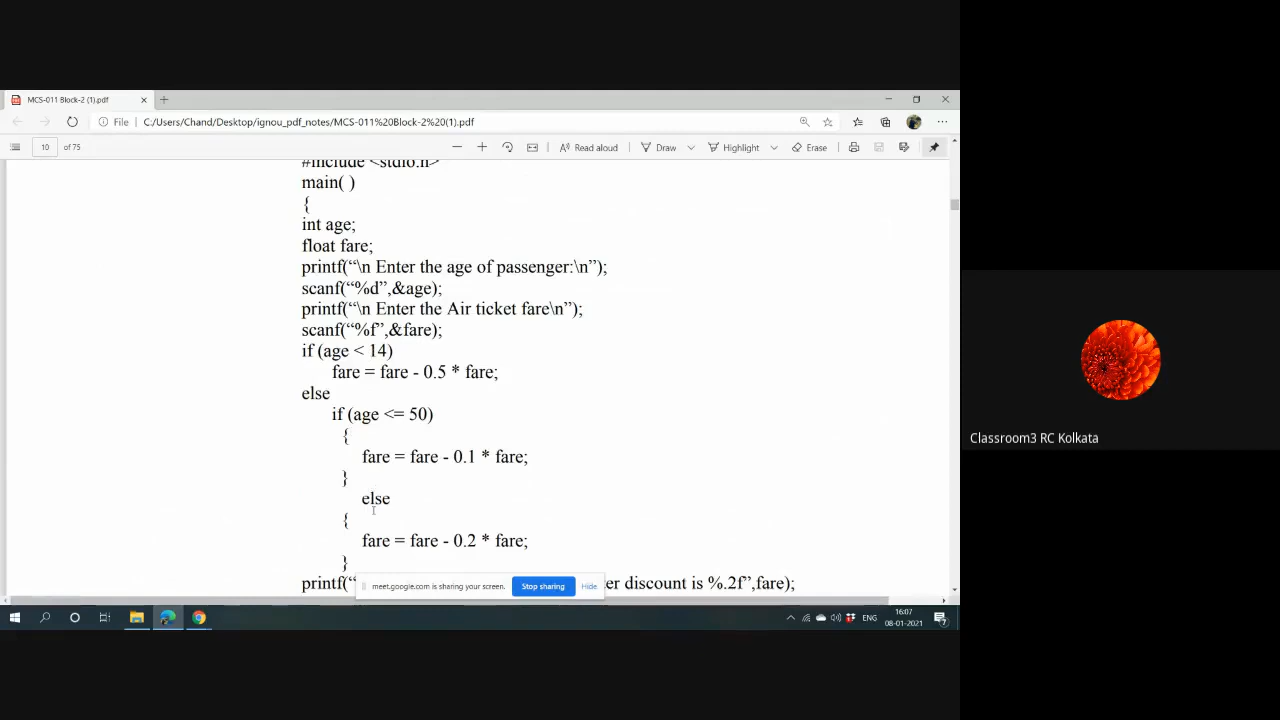 MCS-011 Block-2 (1).pdf
File
C:/Users/Chand/Desktop/ignou_pdf_notes/MCS-011%20Block-2%20(1).pdf
10 of 75
Read aloud
Draw
Highlight
Erase
#include <stdio.h>
main( )
{
int age;
float fare;
printf(“\n Enter the age of passenger:\n”);
scanf(“%d”,&age);
printf(“\n Enter the Air ticket fare\n”);
scanf(“%f”,&fare);
if (age < 14)
fare = fare - 0.5 * fare;
else
if (age <= 50)
{
fare = fare - 0.1 * fare;
}
else
{
fare = fare - 0.2 * fare;
}
printf(“ er discount is %.2f”,fare);
meet.google.com is sharing your screen.
Stop sharing
Hide
Classroom3 RC Kolkata
ENG
16:07
08-01-2021